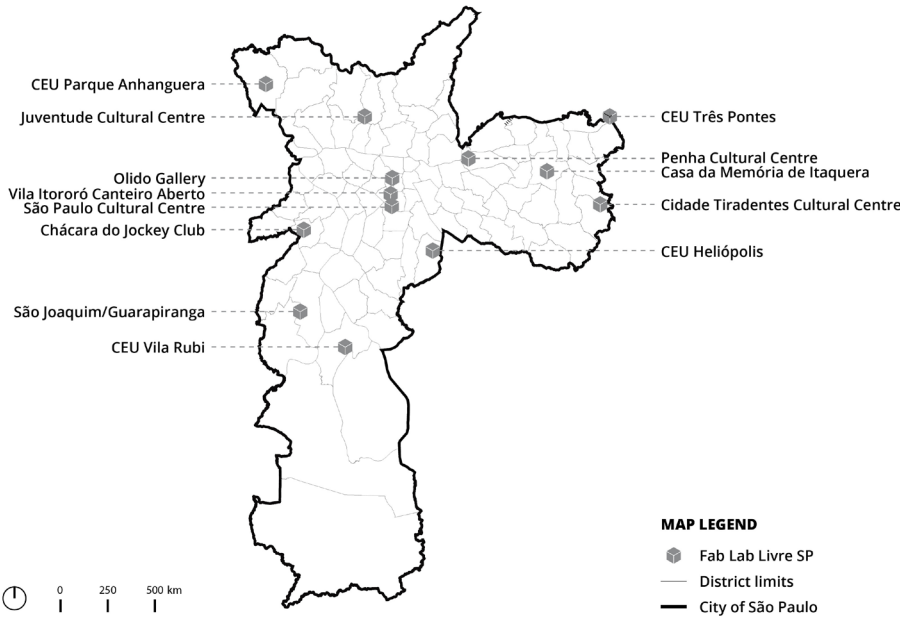 CEU Parque Anhanguera
Juventude Cultural Centre
Olido Gallery
Vila Itororó Canteiro Aberto
São Paulo Cultural Centre
Chácara do Jockey Club
São Joaquim/Guarapiranga
CEU Vila Rubi
CEU Três Pontes
Penha Cultural Centre
Casa da Memória de Itaquera
Cidade Tiradentes Cultural Centre
CEU Heliópolis
MAP LEGEND
Fab Lab Livre SP
District limits
City of São Paulo
0 250 500 km